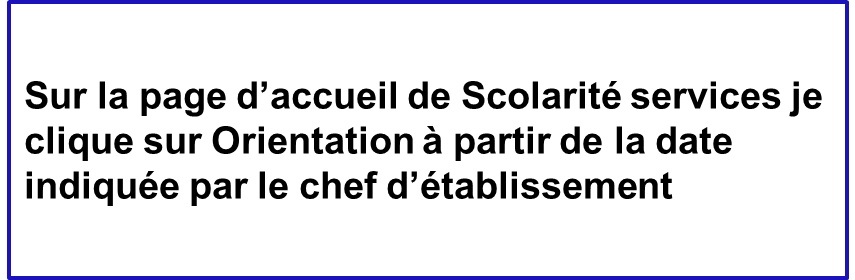 Sur la page d’accueil de Scolarité services je
clique sur Orientation à partir de la date
indiquée par le chef d’établissement